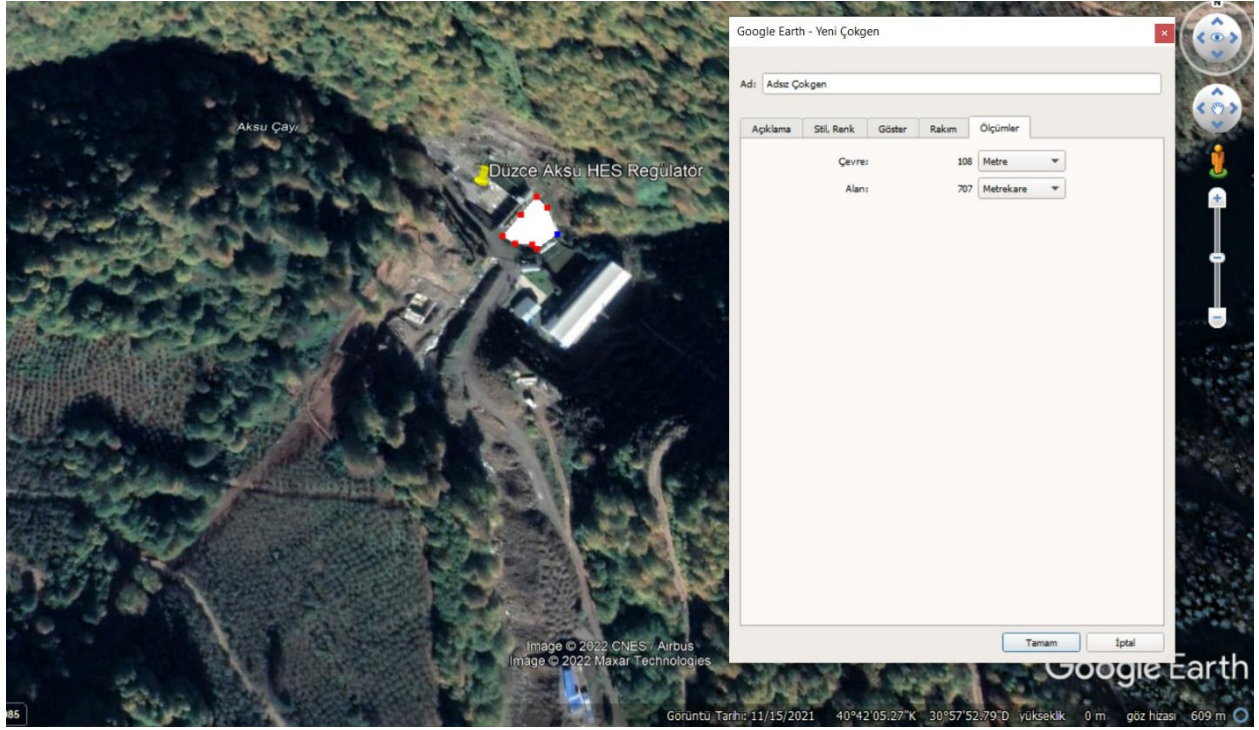 N
Google Earth - Yeni Çokgen
Ad: Adsız Çokgen
Açıklama Stil, Renk Göster Rakım Ölçümler
Çevre: 108 Metre
Alan: 707 Metrekare
Tamam İptal
Aksu Çayı
Düzce Aksu HES Regülatör
Image © 2022 CNES / Airbus
Image © 2022 Maxar Technologies
Google Earth
985
Görüntü Tarihi: 11/15/2021 40°42'05.27"K 30°57'52.79"D yükseklik 0 m göz hizası 609 m